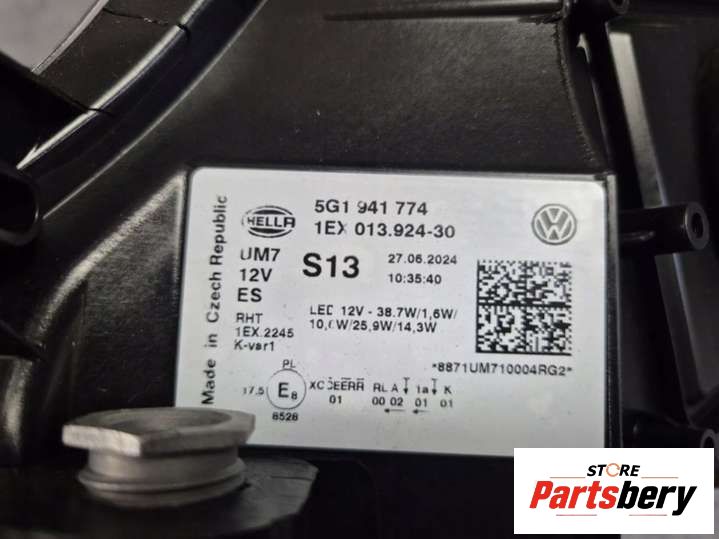 Made in Czech Republic
HELLA
5G1 941 774
1EX 013.924-30
UM7
12V
ES
S13
27.06.2024
10:35:40
RHT
1EX.2245
K-var1
LED 12V - 38.7W/1,6W/
10,6W/25,9W/14,3W
*8871UM710004RG2*
PL
17.5 E8
8528
RL A 1a K
01 00 02 01 01
STORE
Partsbery